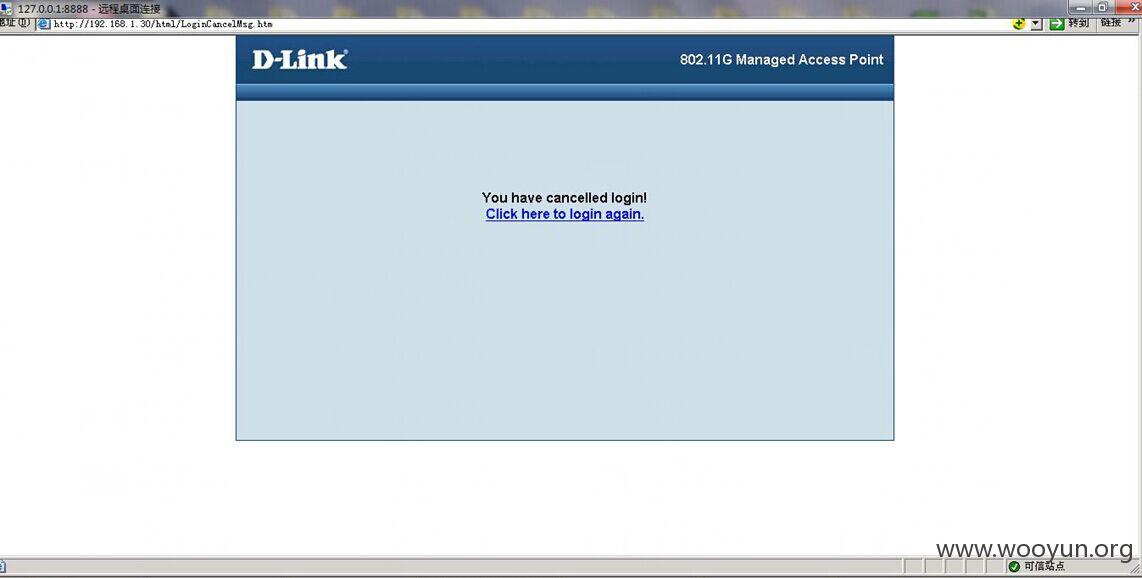 127.0.0.1:8888 - 远程桌面连接
地址(D) http://192.168.1.30/html/LoginCancelMsg.htm 转到 链接 »
D-Link 802.11G Managed Access Point
You have cancelled login!
Click here to login again.
www.wooyun.org
可信站点